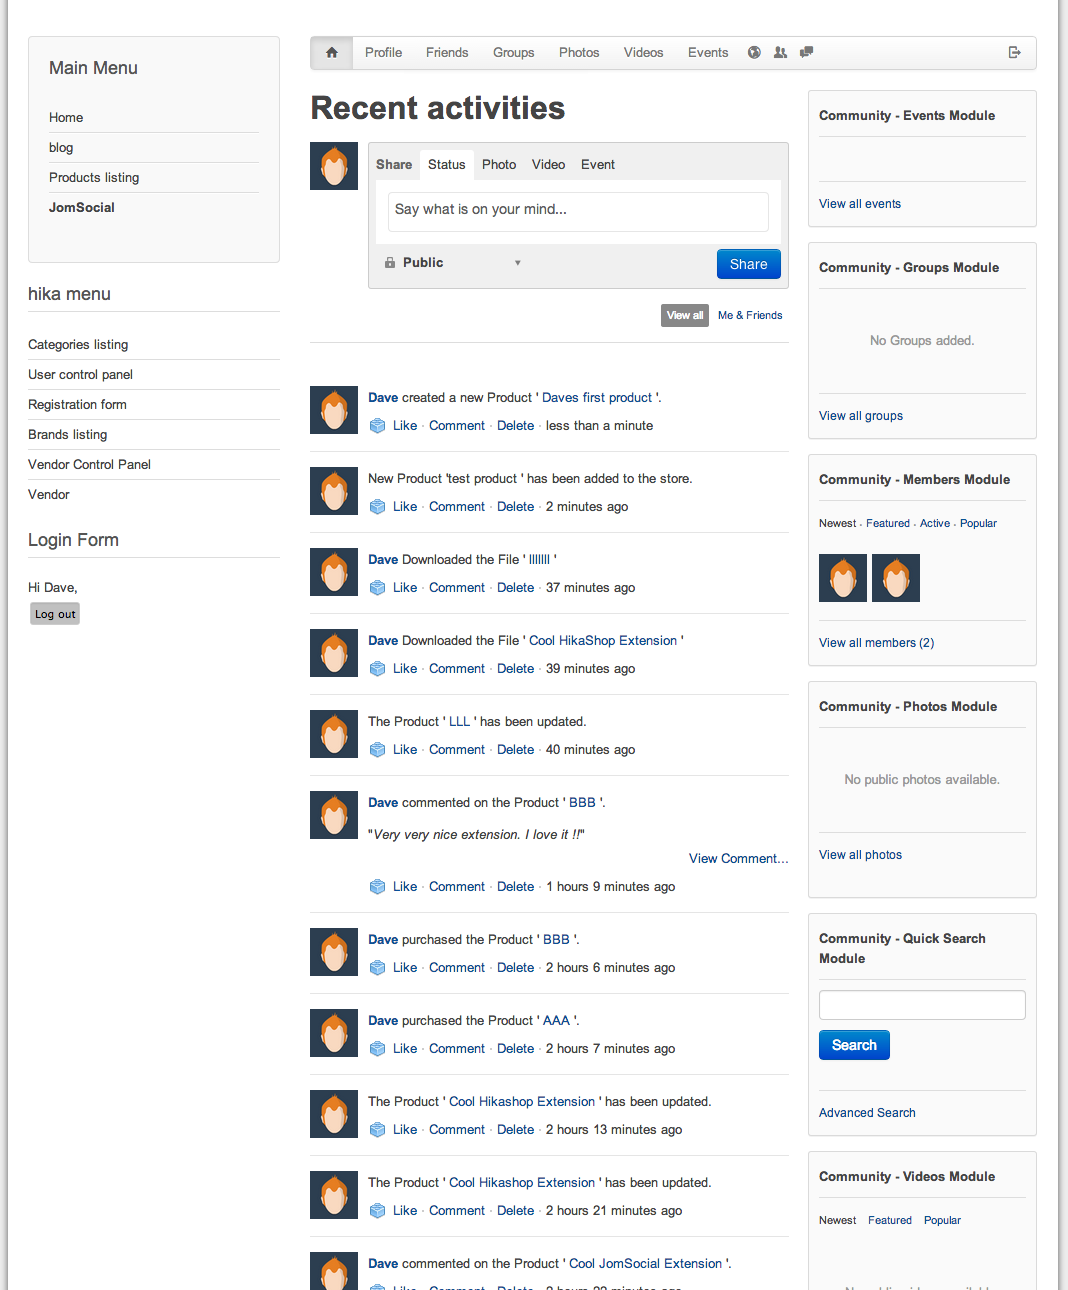 Main Menu
Home
blog
Products listing
JomSocial
hika menu
Categories listing
User control panel
Registration form
Brands listing
Vendor Control Panel
Vendor
Login Form
Hi Dave,
Log out
Profile Friends Groups Photos Videos Events
Recent activities
Share Status Photo Video Event
Say what is on your mind...
Public
Share
View all Me & Friends
Dave created a new Product ' Daves first product '.
Like · Comment · Delete · less than a minute
New Product 'test product ' has been added to the store.
Like · Comment · Delete · 2 minutes ago
Dave Downloaded the File ' lllllll '
Like · Comment · Delete · 37 minutes ago
Dave Downloaded the File ' Cool HikaShop Extension '
Like · Comment · Delete · 39 minutes ago
The Product ' LLL ' has been updated.
Like · Comment · Delete · 40 minutes ago
Dave commented on the Product ' BBB '.
"Very very nice extension. I love it !!"
View Comment...
Like · Comment · Delete · 1 hours 9 minutes ago
Dave purchased the Product ' BBB '.
Like · Comment · Delete · 2 hours 6 minutes ago
Dave purchased the Product ' AAA '.
Like · Comment · Delete · 2 hours 7 minutes ago
The Product ' Cool Hikashop Extension ' has been updated.
Like · Comment · Delete · 2 hours 13 minutes ago
The Product ' Cool Hikashop Extension ' has been updated.
Like · Comment · Delete · 2 hours 21 minutes ago
Dave commented on the Product ' Cool JomSocial Extension '.
Community - Events Module
View all events
Community - Groups Module
No Groups added.
View all groups
Community - Members Module
Newest · Featured · Active · Popular
View all members (2)
Community - Photos Module
No public photos available.
View all photos
Community - Quick Search
Module
Search
Advanced Search
Community - Videos Module
Newest Featured Popular